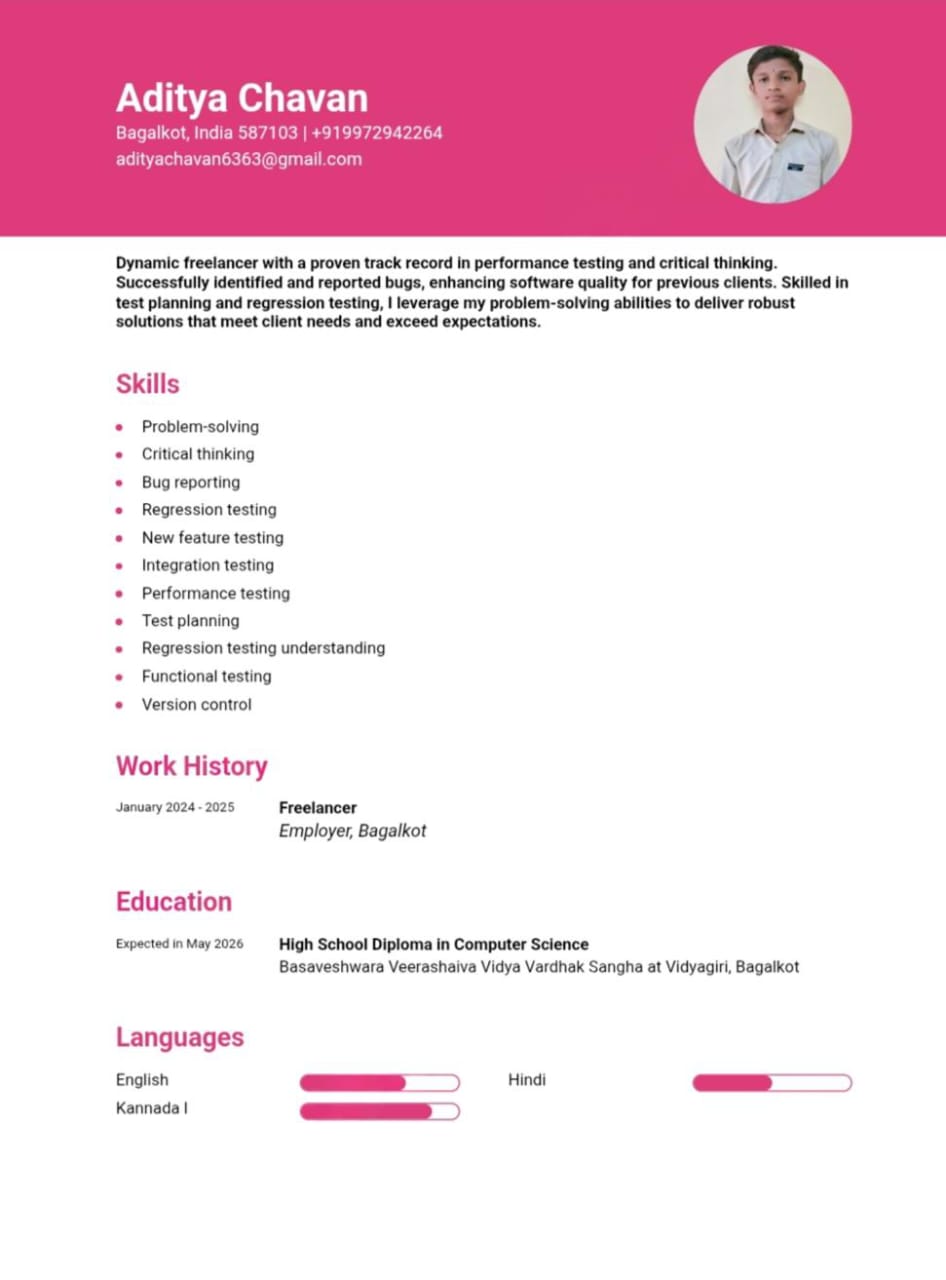 Aditya Chavan
Bagalkot, India 587103 | +919972942264
adityachavan6363@gmail.com
Dynamic freelancer with a proven track record in performance testing and critical thinking.
Successfully identified and reported bugs, enhancing software quality for previous clients. Skilled in
test planning and regression testing, I leverage my problem-solving abilities to deliver robust
solutions that meet client needs and exceed expectations.
Skills
Problem-solving
Critical thinking
Bug reporting
Regression testing
New feature testing
Integration testing
Performance testing
Test planning
Regression testing understanding
Functional testing
Version control
Work History
January 2024 - 2025
Freelancer
Employer, Bagalkot
Education
Expected in May 2026
High School Diploma in Computer Science
Basaveshwara Veerashaiva Vidya Vardhak Sangha at Vidyagiri, Bagalkot
Languages
English
Hindi
Kannada l